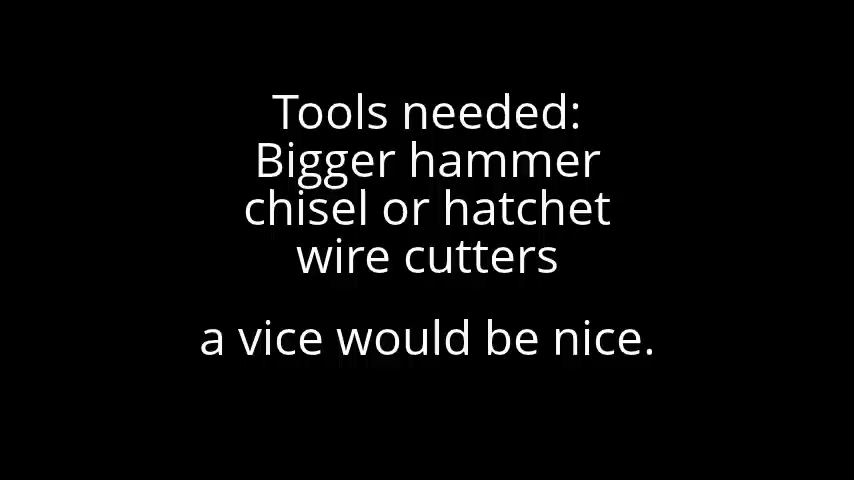 Tools needed:
Bigger hammer
chisel or hatchet
wire cutters
a vice would be nice.